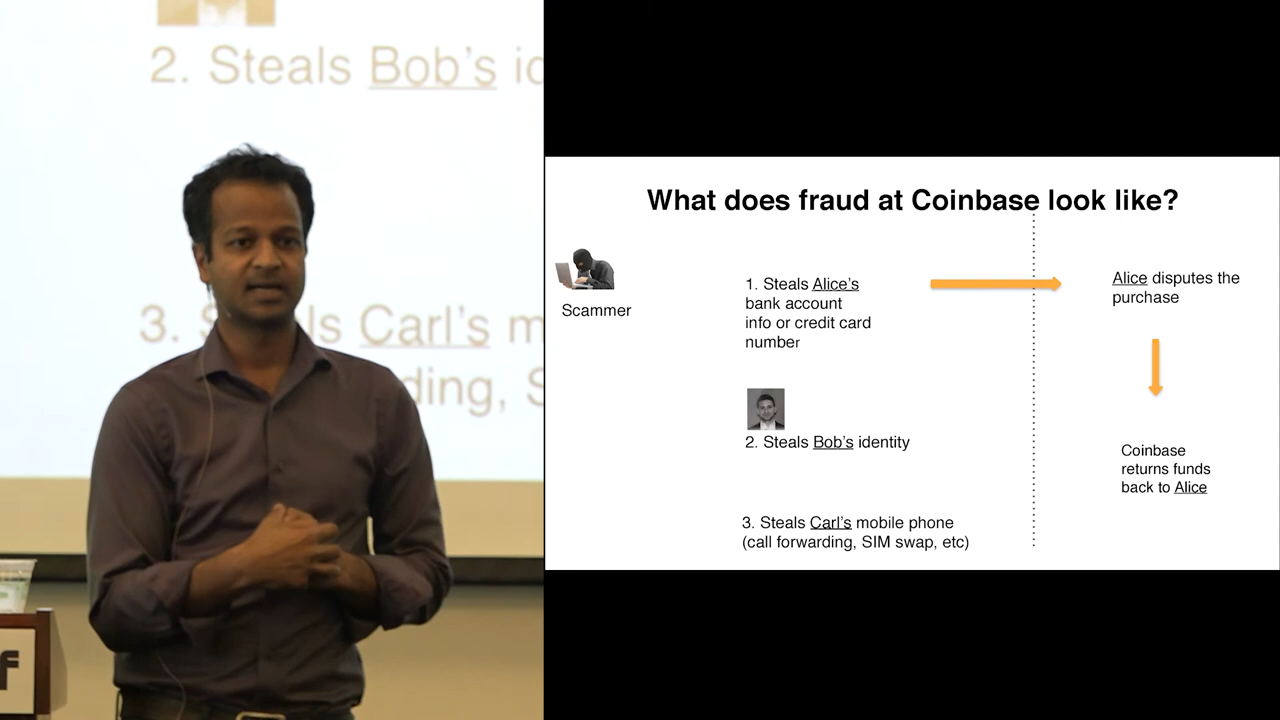 2. Steals Bob's
3. Steals Carl's
What does fraud at Coinbase look like?
Scammer
1. Steals Alice's
bank account
info or credit card
number
Alice disputes the
purchase
2. Steals Bob's identity
Coinbase
returns funds
back to Alice
3. Steals Carl's mobile phone
(call forwarding, SIM swap, etc)